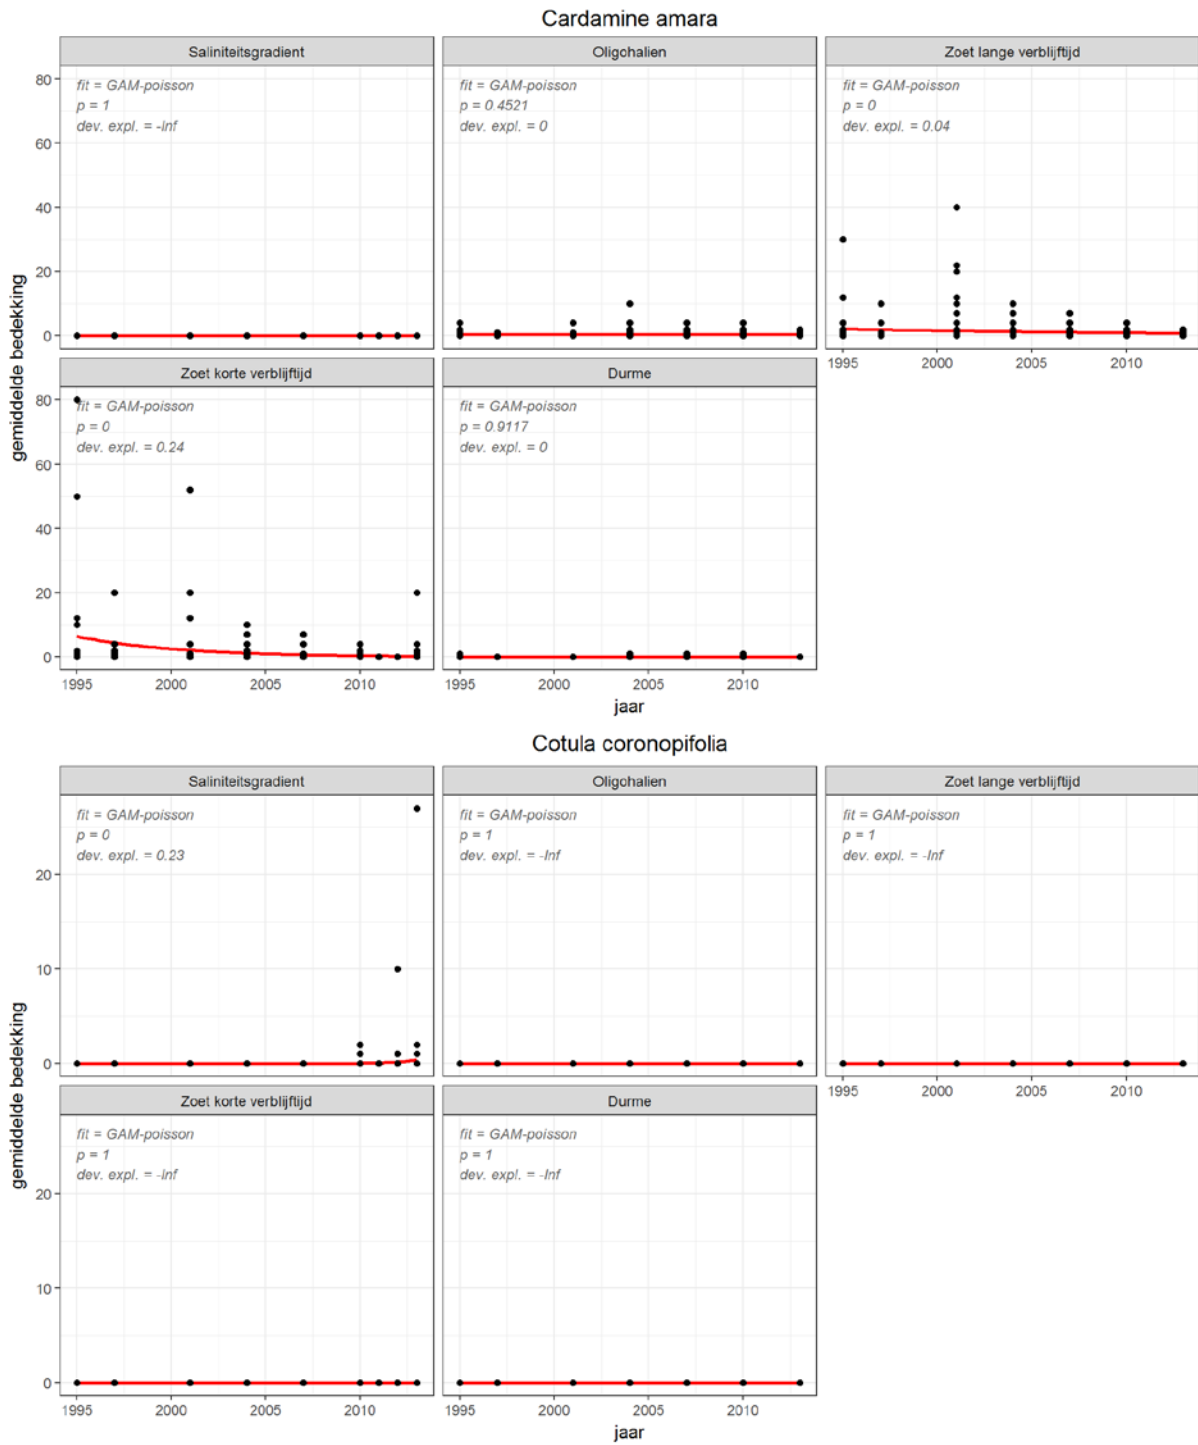 Cardamine amara
Saliniteitsgradient
Oligohalien
Zoet lange verblijftijd
fit = GAM-poisson
p = 1
dev. expl. = -Inf
fit = GAM-poisson
p = 0.4521
dev. expl. = 0
fit = GAM-poisson
p = 0
dev. expl. = 0.04
80
60
40
20
0
1995 2000 2005 2010
gemiddelde bedekking
Zoet korte verblijftijd
Durme
fit = GAM-poisson
p = 0
dev. expl. = 0.24
fit = GAM-poisson
p = 0.9117
dev. expl. = 0
80
60
40
20
0
1995 2000 2005 2010
1995 2000 2005 2010
jaar
Cotula coronopifolia
Saliniteitsgradient
Oligohalien
Zoet lange verblijftijd
fit = GAM-poisson
p = 0
dev. expl. = 0.23
fit = GAM-poisson
p = 1
dev. expl. = -Inf
fit = GAM-poisson
p = 1
dev. expl. = -Inf
20
10
0
1995 2000 2005 2010
gemiddelde bedekking
Zoet korte verblijftijd
Durme
fit = GAM-poisson
p = 1
dev. expl. = -Inf
fit = GAM-poisson
p = 1
dev. expl. = -Inf
20
10
0
1995 2000 2005 2010
1995 2000 2005 2010
jaar